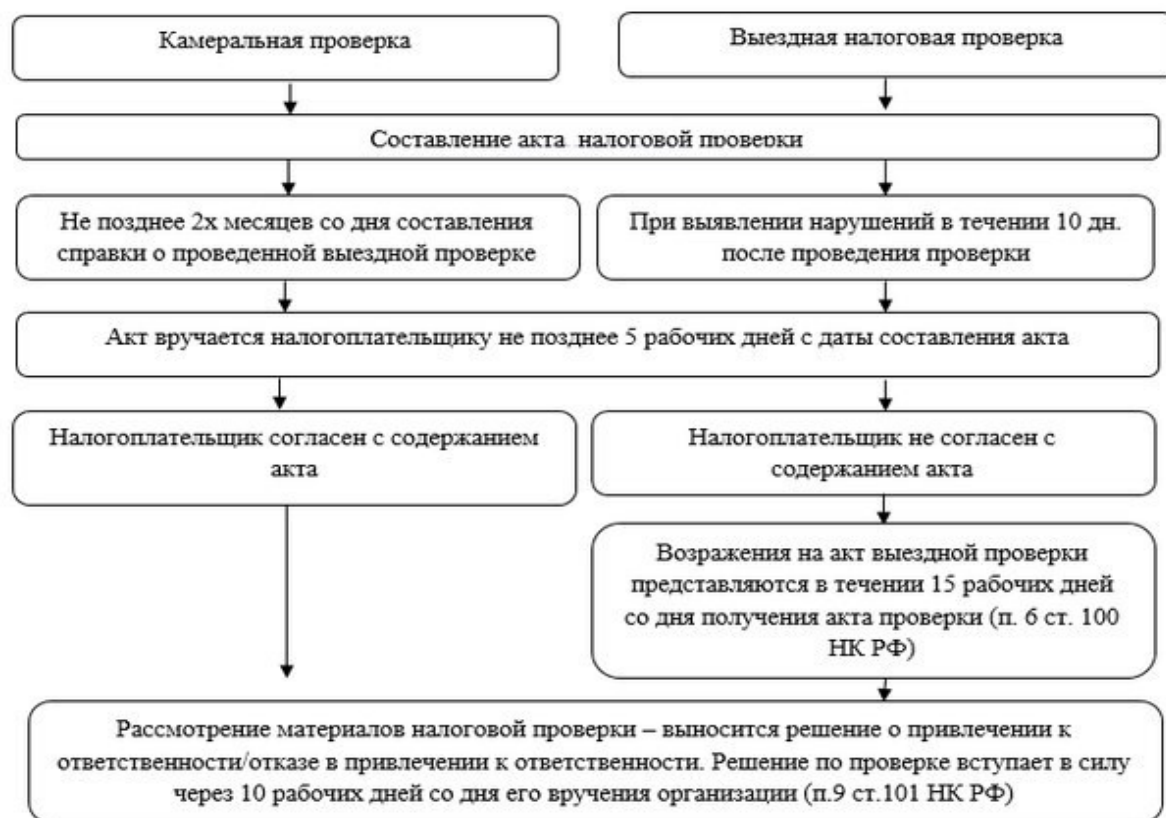 Камеральная проверка
Выездная налоговая проверка
Составление акта налоговой проверки
Не позднее 2х месяцев со дня составления
справки о проведенной выездной проверке
При выявлении нарушений в течении 10 дн.
после проведения проверки
Акт вручается налогоплательщику не позднее 5 рабочих дней с даты составления акта
Налогоплательщик согласен с содержанием
акта
Налогоплательщик не согласен с
содержанием акта
Возражения на акт выездной проверки
представляются в течении 15 рабочих дней
со дня получения акта проверки (п. 6 ст. 100
НК РФ)
Рассмотрение материалов налоговой проверки – выносится решение о привлечении к
ответственности/отказе в привлечении к ответственности. Решение по проверке вступает в силу
через 10 рабочих дней со дня его вручения организации (п.9 ст.101 НК РФ)